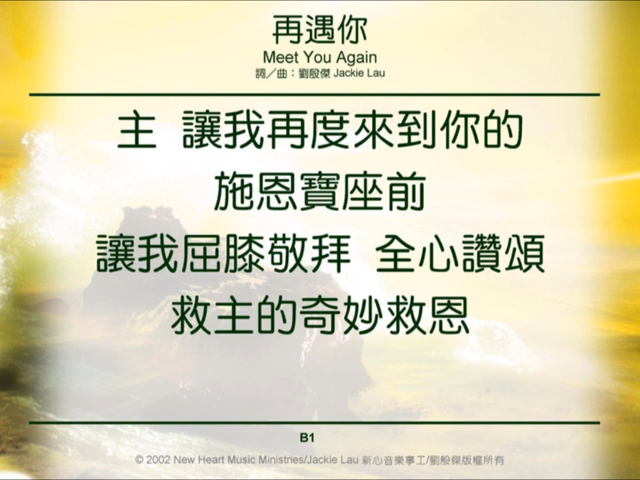 再遇你
Meet You Again
詞／曲：劉殷傑 Jackie Lau
主 讓我再度來到你的
施恩寶座前
讓我屈膝敬拜 全心讚頌
救主的奇妙救恩
B1
© 2002 New Heart Music Ministries/Jackie Lau 新心音樂事工/劉殷傑版權所有